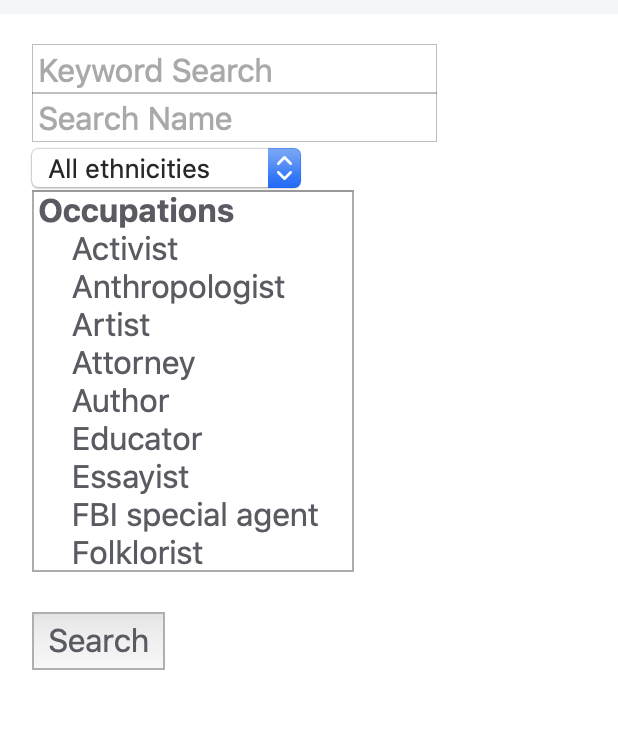 Keyword Search
Search Name
All ethnicities
Occupations
Activist
Anthropologist
Artist
Attorney
Author
Educator
Essayist
FBI special agent
Folklorist
Search